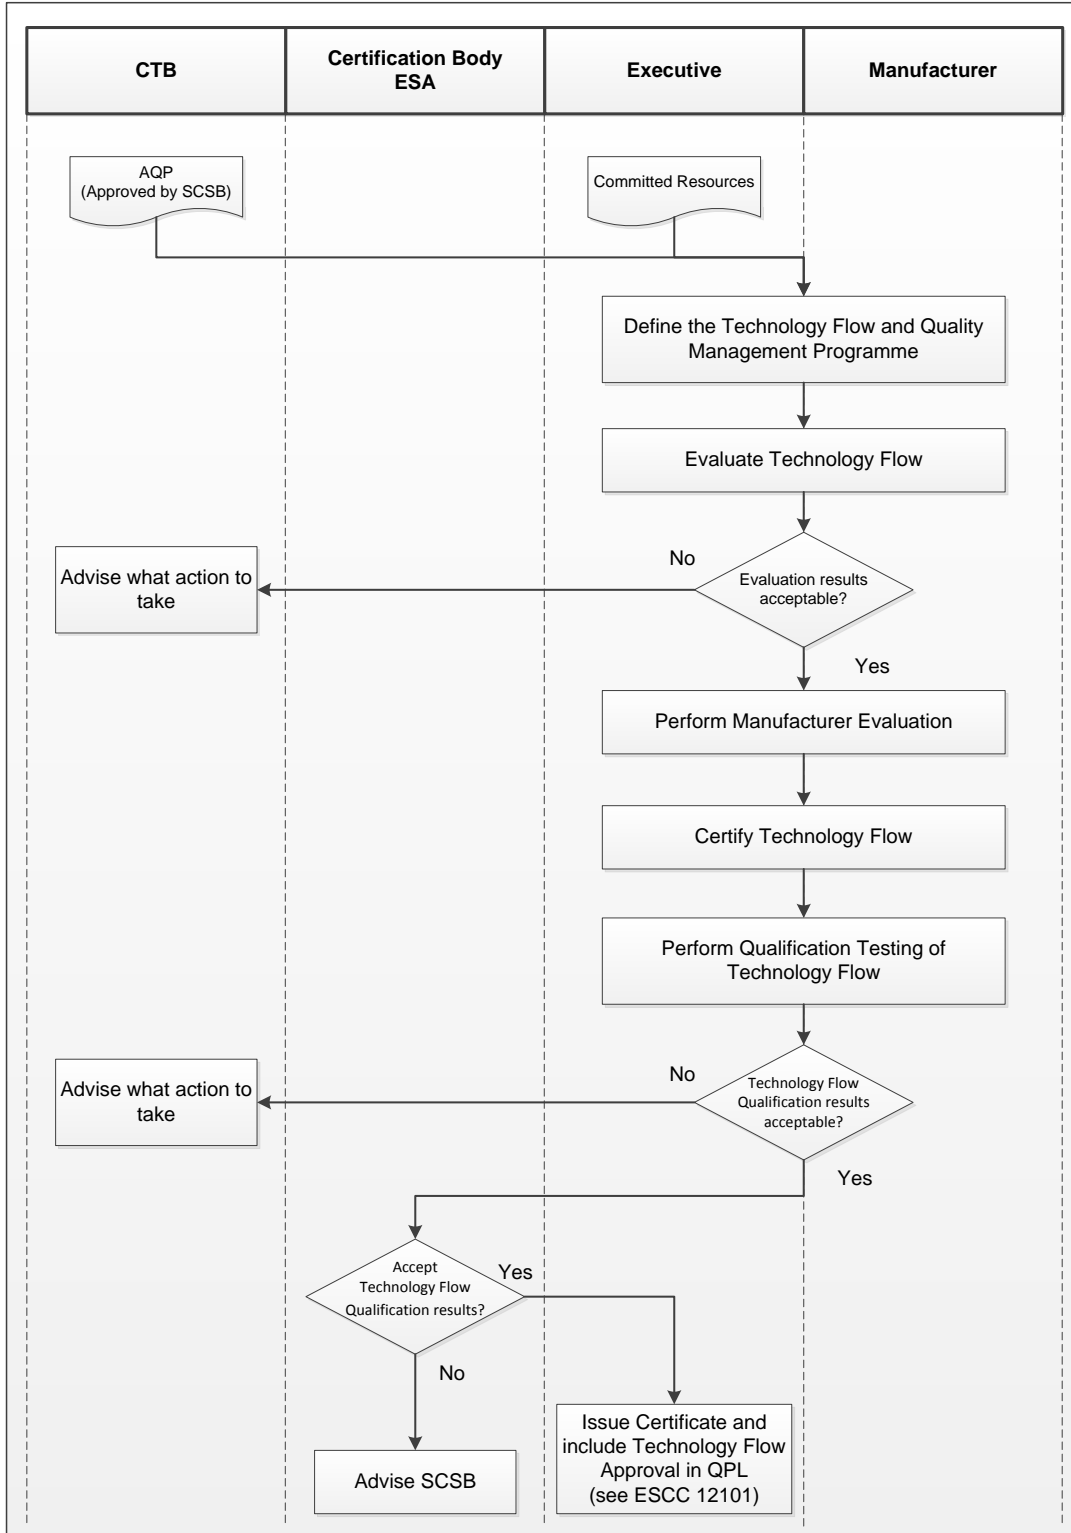 CTB
Certification Body
ESA
Executive
Manufacturer
AQP
(Approved by SCSB)
Committed Resources
Define the Technology Flow and Quality
Management Programme
Evaluate Technology Flow
No
Evaluation results
acceptable?
Advise what action to
take
Yes
Perform Manufacturer Evaluation
Certify Technology Flow
Perform Qualification Testing of
Technology Flow
No
Technology Flow
Qualification results
acceptable?
Advise what action to
take
Yes
Accept
Technology Flow
Qualification results?
Yes
No
Advise SCSB
Issue Certificate and
include Technology Flow
Approval in QPL
(see ESCC 12101)